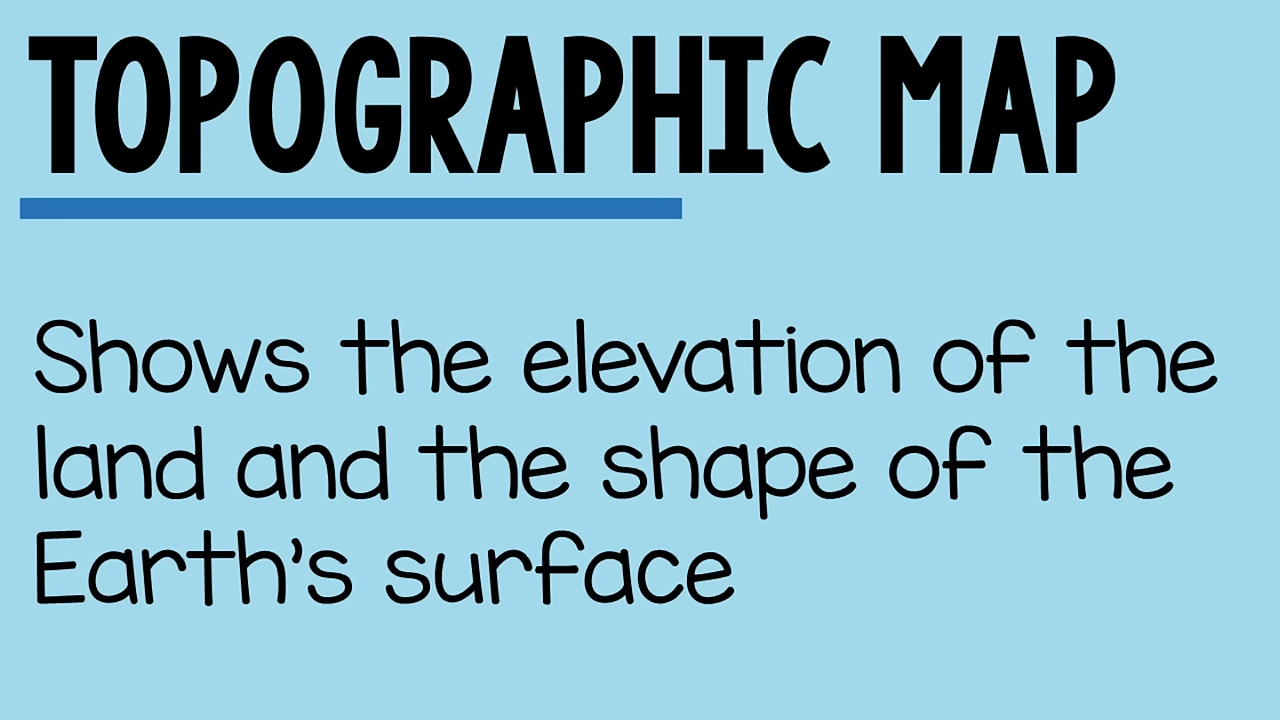 TOPOGRAPHIC MAP
Shows the elevation of the
land and the shape of the
Earth's surface